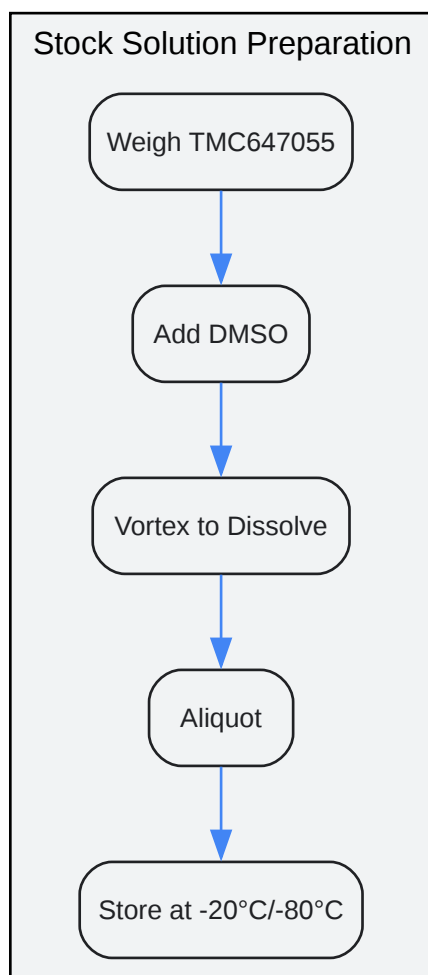 Stock Solution Preparation
Weigh TMC647055
Add DMSO
Vortex to Dissolve
Aliquot
Store at -20°C/-80°C